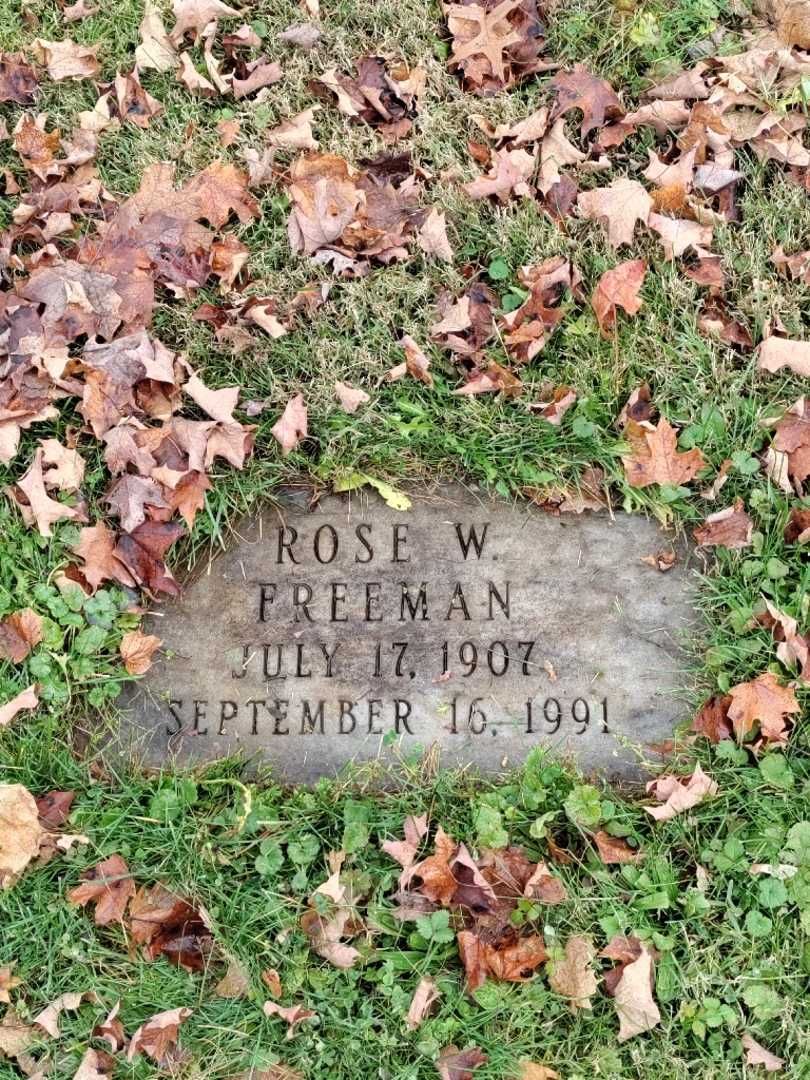 ROSE W.
FREEMAN
JULY 17, 1907
SEPTEMBER 16, 1991